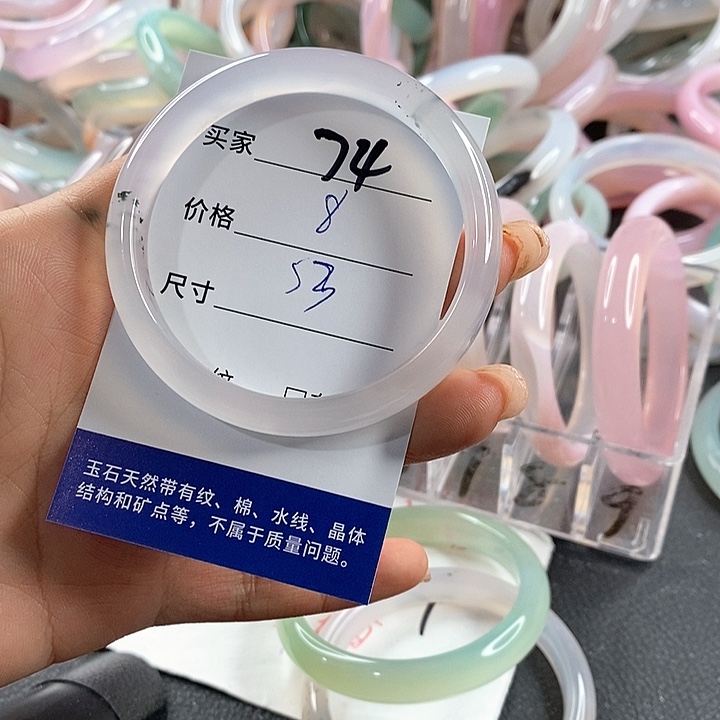 买家 74
价格 8
尺寸 53
玉石天然带有纹、棉、水线、晶体
结构和矿点等，不属于质量问题。